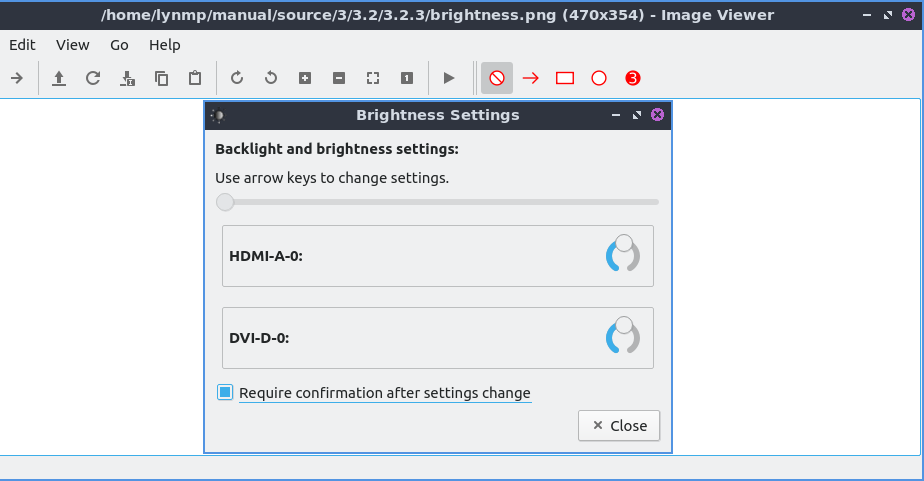 /home/lynmp/manual/source/3/3.2/3.2.3/brightness.png (470x354) - Image Viewer
Edit View Go Help
1 3
Brightness Settings
Backlight and brightness settings:
Use arrow keys to change settings.
HDMI-A-0:
DVI-D-0:
Require confirmation after settings change
Close